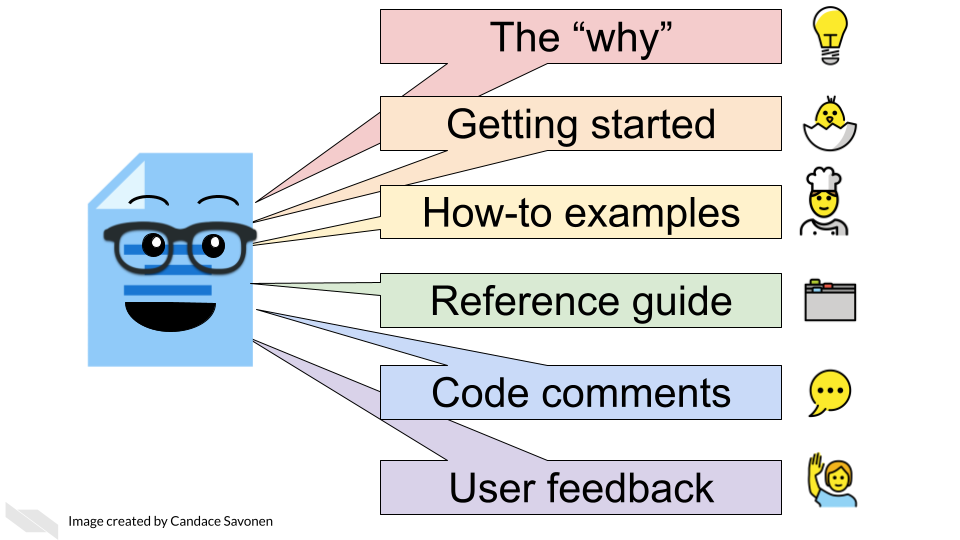 The “why”
Getting started
How-to examples
Reference guide
Code comments
User feedback
Image created by Candace Savonen